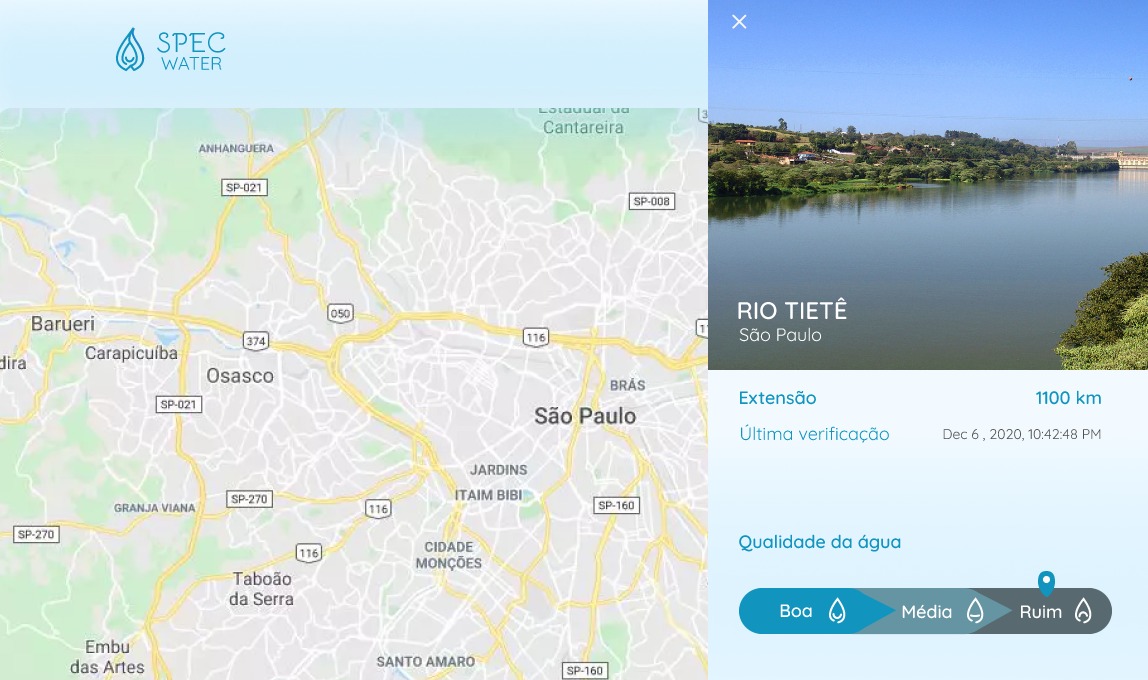 SPEC
WATER
Estadual da
Cantareira
ANHANGUERA
SP-021
SP-008
050
116
374
Barueri
Carapicuíba
Osasco
SP-021
BRÁS
São Paulo
JARDINS
ITAIM BIBI
SP-270
116
GRANJA VIANA
SP-160
SP-270
116
CIDADE
MONÇÕES
Taboão
da Serra
Embu
das Artes
SANTO AMARO
SP-160
RIO TIETÊ
São Paulo
Extensão 1100 km
Última verificação Dec 6 , 2020, 10:42:48 PM
Qualidade da água
Boa Média Ruim